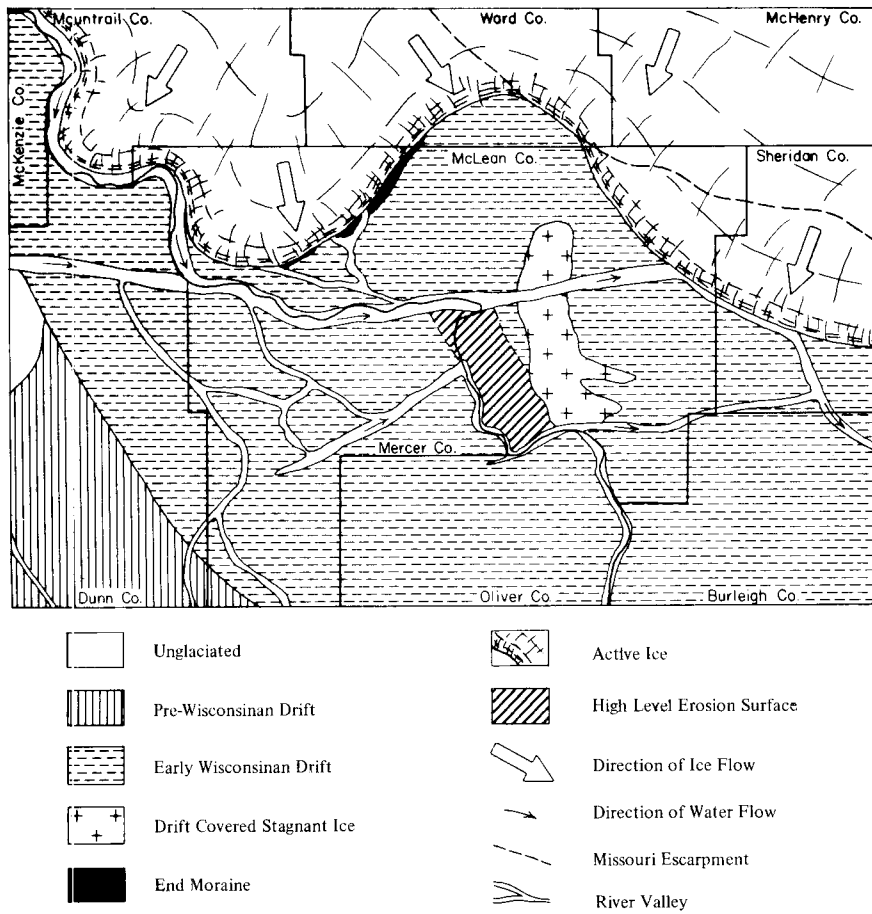 Mcuntrail Co.
Ward Co.
McHenry Co.
McKenzie Co.
McLean Co.
Sheridan Co.
Mercer Co.
Dunn Co.
Oliver Co.
Burleigh Co.
Unglaciated
Active Ice
Pre-Wisconsinan Drift
High Level Erosion Surface
Early Wisconsinan Drift
Direction of Ice Flow
Drift Covered Stagnant Ice
Direction of Water Flow
Missouri Escarpment
End Moraine
River Valley